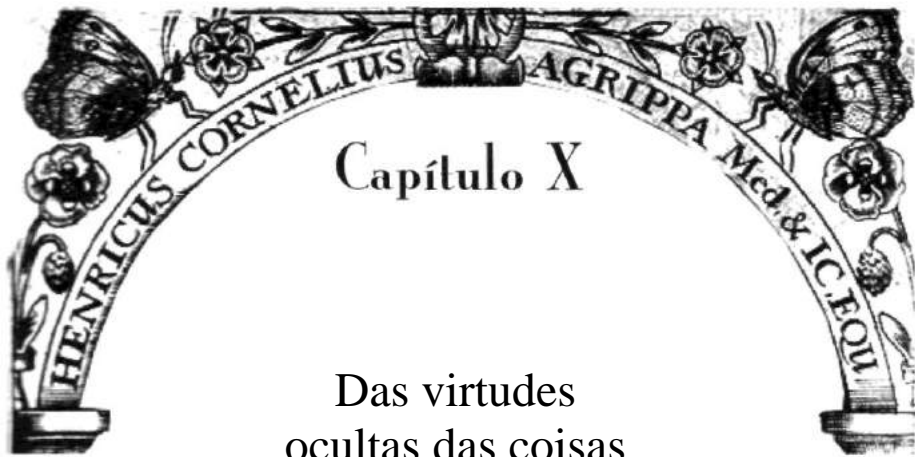 HENRICUS CORNELIUS AGRIPPA Med. & IC. EQU
Capítulo X
Das virtudes
ocultas das coisas